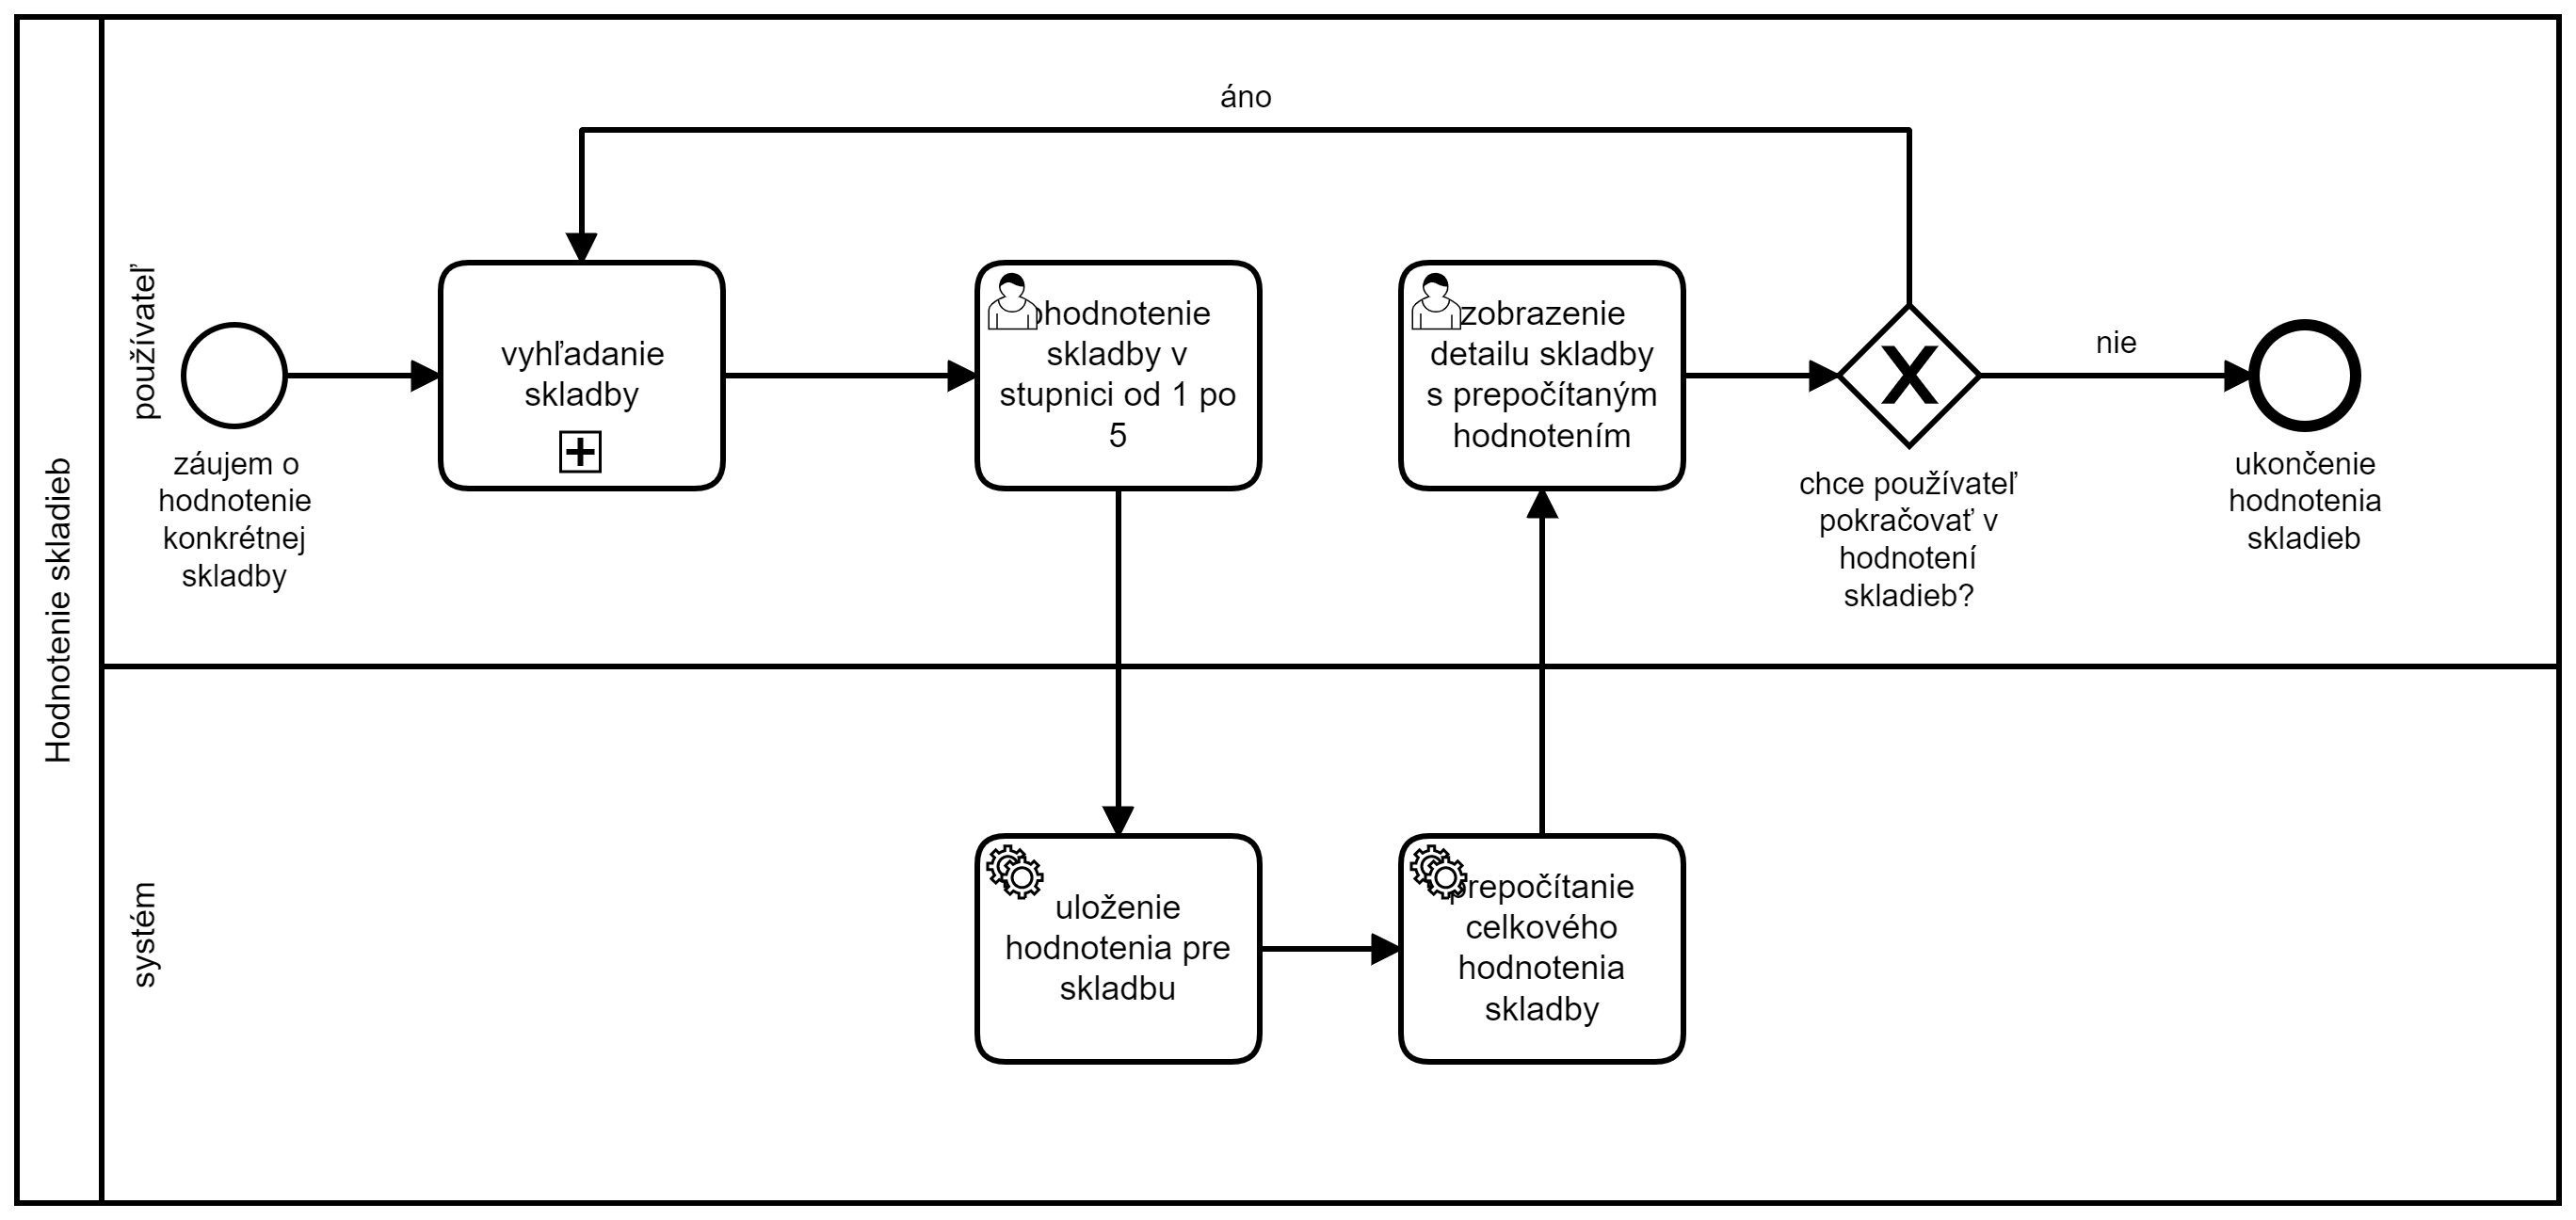 Hodnotenie skladieb
používateľ
záujem o
hodnotenie
konkrétnej
skladby
vyhľadanie
skladby
ohodnotenie
skladby v
stupnici od 1 po
5
zobrazenie
detailu skladby
s prepočítaným
hodnotením
áno
chce používateľ
pokračovať v
hodnotení
skladieb?
nie
ukončenie
hodnotenia
skladieb
systém
uloženie
hodnotenia pre
skladbu
prepočítanie
celkového
hodnotenia
skladby